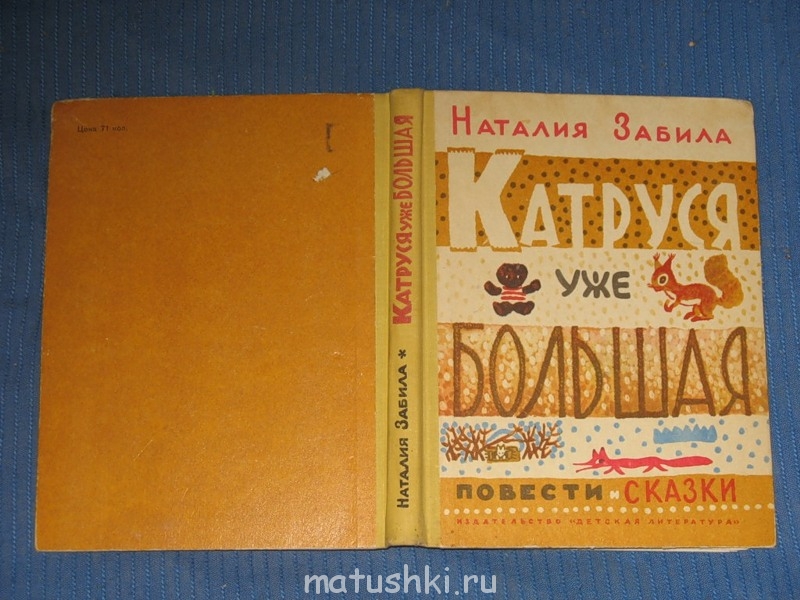 Цена 71 коп.
НАТАЛИЯ ЗАБИЛА * КАТРУСЯ УЖЕ БОЛЬШАЯ
НАТАЛИЯ ЗАБИЛА
КАТРУСЯ
УЖЕ
БОЛЬШАЯ
ПОВЕСТИ и СКАЗКИ
ИЗДАТЕЛЬСТВО «ДЕТСКАЯ ЛИТЕРАТУРА»
matushki.ru